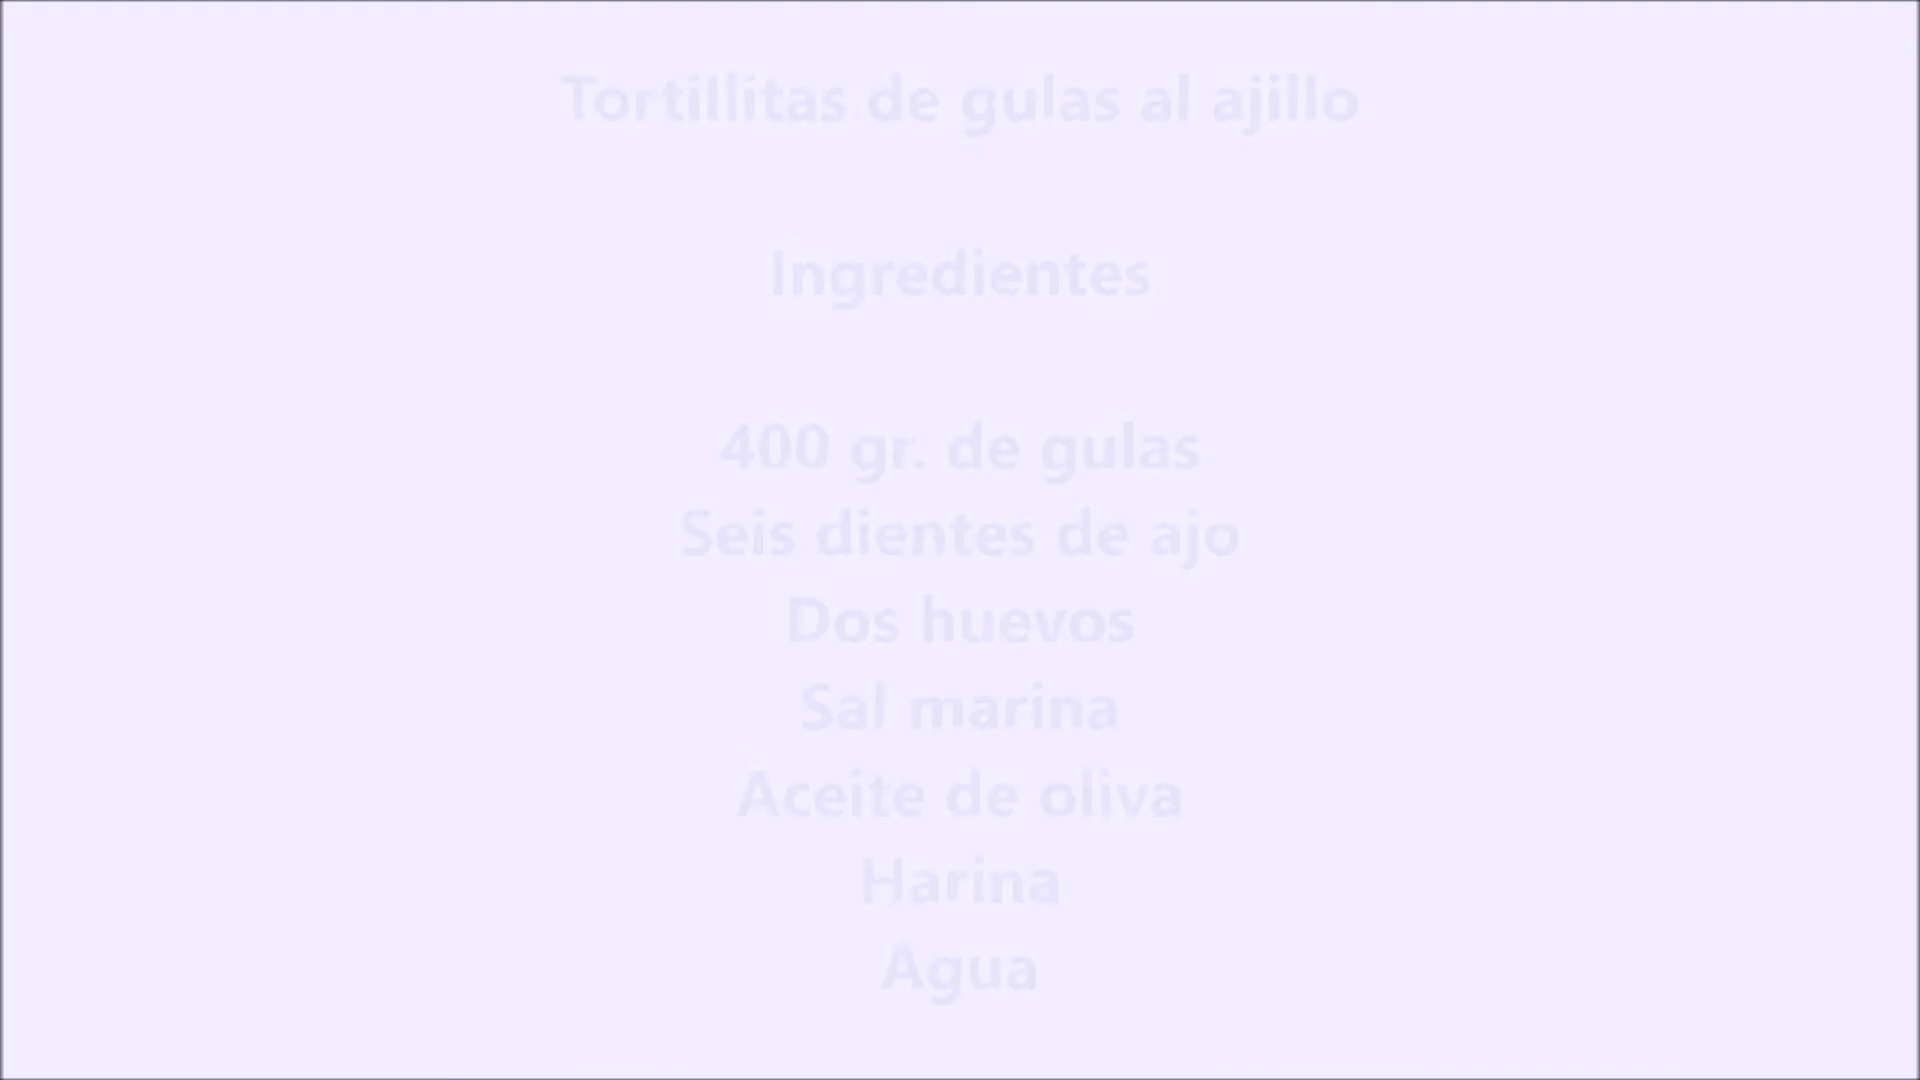 Tortillitas de gulas al ajillo
Ingredientes
400 gr. de gulas
Seis dientes de ajo
Dos huevos
Sal marina
Aceite de oliva
Harina
Agua